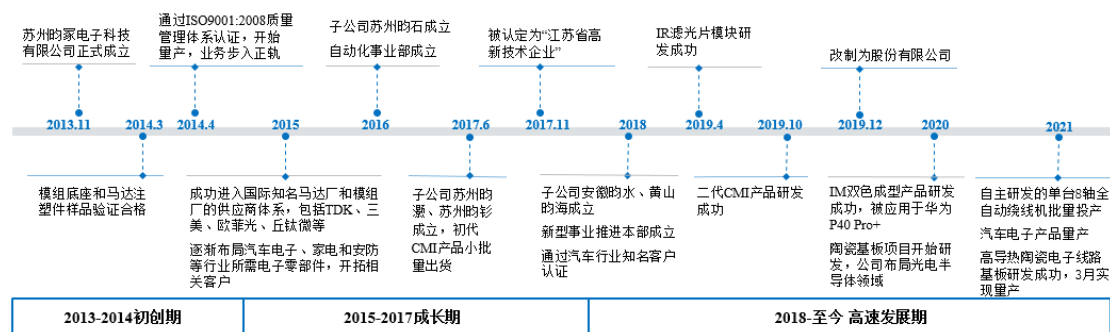 苏州昀冢电子科技
有限公司正式成立
通过ISO9001:2008质量
管理体系认证，开始
量产，业务步入正轨
子公司苏州昀石成立
自动化事业部成立
被认定为“江苏省高
新技术企业”
IR滤光片模块研
发成功
改制为股份有限公司
2013.11
2014.3
2014.4
2015
2016
2017.6
2017.11
2018
2019.4
2019.10
2019.12
2020
2021
模组底座和马达注
塑件样品验证合格
成功进入国际知名马达厂和模组
厂的供应商体系，包括TDK、三
美、欧菲光、丘钛微等
逐渐布局汽车电子、家电和安防
等行业所需电子零部件，开拓相
关客户
子公司苏州昀
灏、苏州昀钐
成立，初代
CMI产品小批
量出货
子公司安徽昀水、黄山
昀海成立
新型事业推进本部成立
通过汽车行业知名客户
认证
二代CMI产品研发
成功
IM双色成型产品研发
成功，被应用于华为
P40 Pro+
陶瓷基板项目开始研
发，公司布局光电半
导体领域
自主研发的单台8轴全
自动绕线机批量投产
汽车电子产品量产
高导热陶瓷电子线路
基板研发成功，3月实
现量产
2013-2014初创期
2015-2017成长期
2018-至今 高速发展期